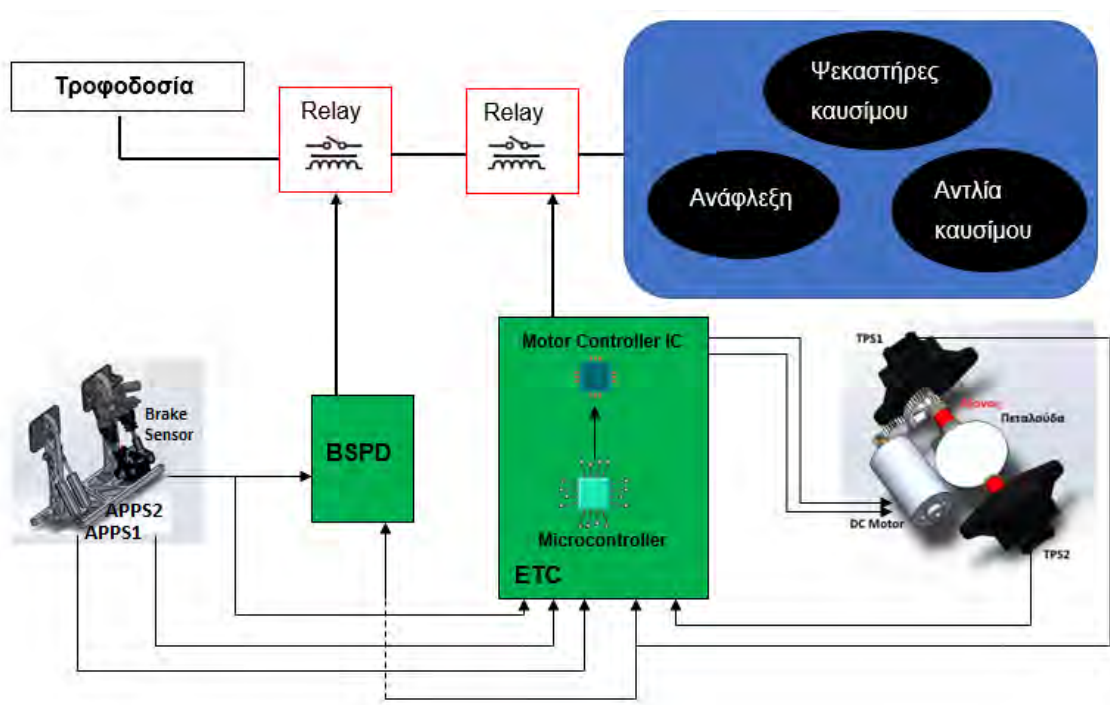 Τροφοδοσία
Relay
Relay
Ψεκαστήρες
καυσίμου
Ανάφλεξη
Αντλία
καυσίμου
Motor Controller IC
Microcontroller
ETC
BSPD
Brake
Sensor
APPS2
APPS1
TPS1
Πεταλούδα
DC Motor
TPS2